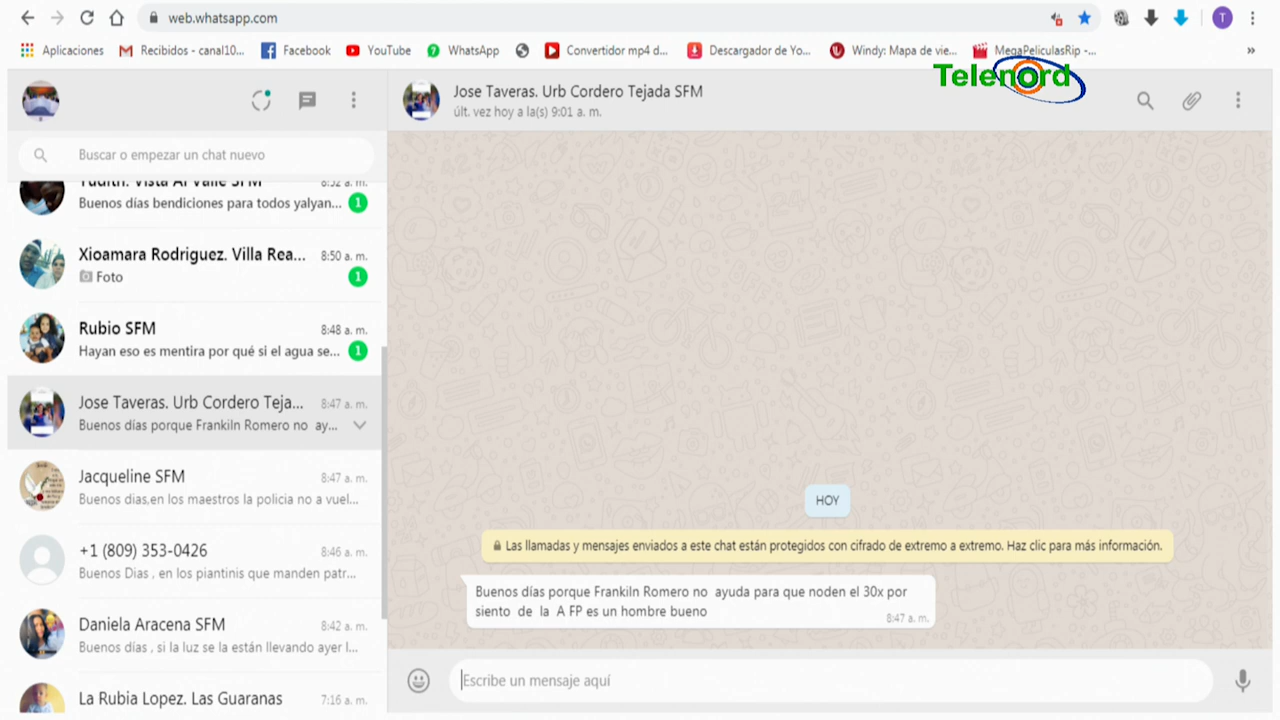 web.whatsapp.com
T
Aplicaciones
Recibidos - canal10...
Facebook
YouTube
WhatsApp
Convertidor mp4 d...
Descargador de Yo...
Windy: Mapa de vie...
MegaPeliculasRip -...
»
Telenord
Jose Taveras. Urb Cordero Tejada SFM
últ. vez hoy a la(s) 9:01 a. m.
Buscar o empezar un chat nuevo
Yudith. Vista Al Valle SFM
8:52 a. m.
Buenos días bendiciones para todos yalyan...
1
Xioamara Rodriguez. Villa Rea...
8:50 a. m.
Foto
1
Rubio SFM
8:48 a. m.
Hayan eso es mentira por qué si el agua se...
1
Jose Taveras. Urb Cordero Teja...
8:47 a. m.
Buenos días porque Frankiln Romero no ay...
Jacqueline SFM
8:47 a. m.
Buenos dias,en los maestros la policia no a vuel...
+1 (809) 353-0426
8:46 a. m.
Buenos Dias , en los piantinis que manden patr...
Daniela Aracena SFM
8:42 a. m.
Buenos días , si la luz se la están llevando ayer l...
La Rubia Lopez. Las Guaranas
7:16 a. m.
HOY
Las llamadas y mensajes enviados a este chat están protegidos con cifrado de extremo a extremo. Haz clic para más información.
Buenos días porque Frankiln Romero no ayuda para que noden el 30x por
siento de la A FP es un hombre bueno
8:47 a. m.
Escribe un mensaje aquí